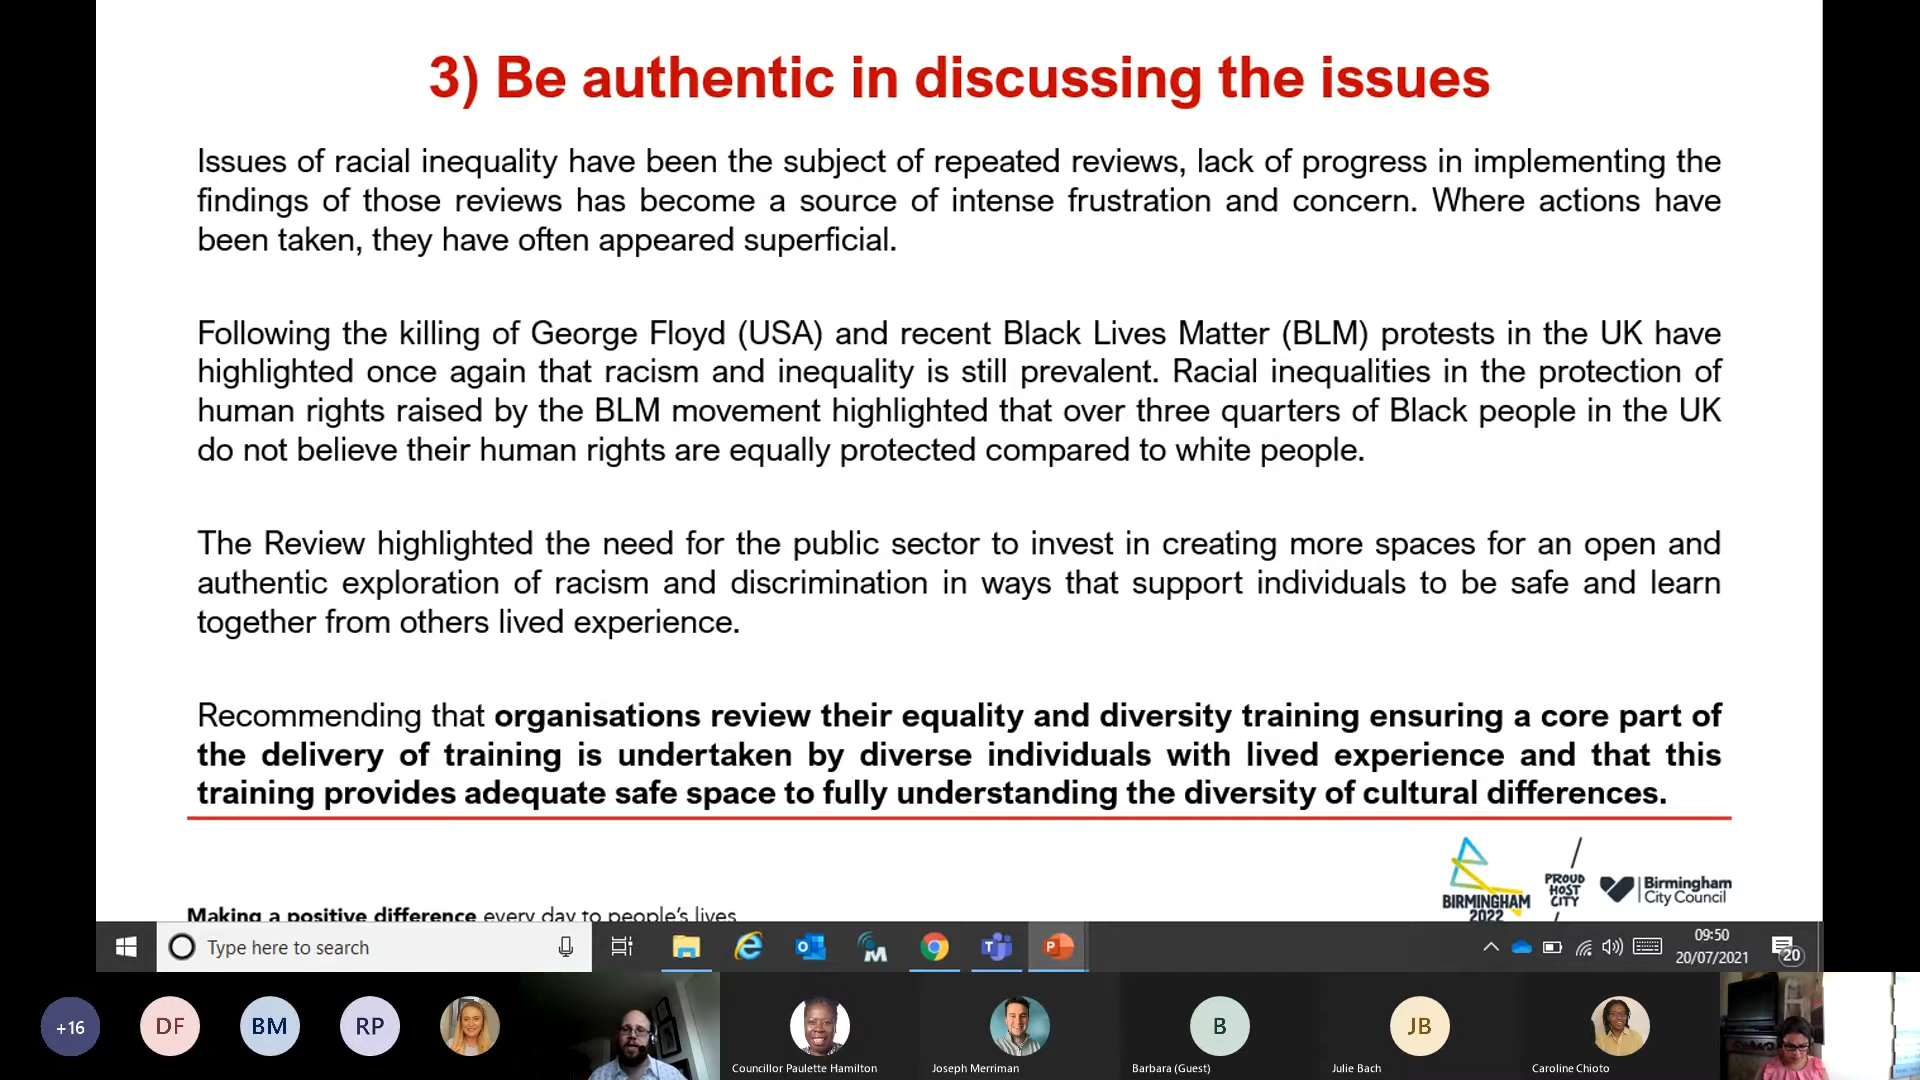 3) Be authentic in discussing the issues
Issues of racial inequality have been the subject of repeated reviews, lack of progress in implementing the
findings of those reviews has become a source of intense frustration and concern. Where actions have
been taken, they have often appeared superficial.
Following the killing of George Floyd (USA) and recent Black Lives Matter (BLM) protests in the UK have
highlighted once again that racism and inequality is still prevalent. Racial inequalities in the protection of
human rights raised by the BLM movement highlighted that over three quarters of Black people in the UK
do not believe their human rights are equally protected compared to white people.
The Review highlighted the need for the public sector to invest in creating more spaces for an open and
authentic exploration of racism and discrimination in ways that support individuals to be safe and learn
together from others lived experience.
Recommending that organisations review their equality and diversity training ensuring a core part of
the delivery of training is undertaken by diverse individuals with lived experience and that this
training provides adequate safe space to fully understanding the diversity of cultural differences.
BIRMINGHAM
2022
PROUD
HOST
CITY
Birmingham
City Council
Making a positive difference every day to people's lives
Type here to search
09:50
20/07/2021
20
+16
DF
BM
RP
B
JB
Councillor Paulette Hamilton
Joseph Merriman
Barbara (Guest)
Julie Bach
Caroline Chioto